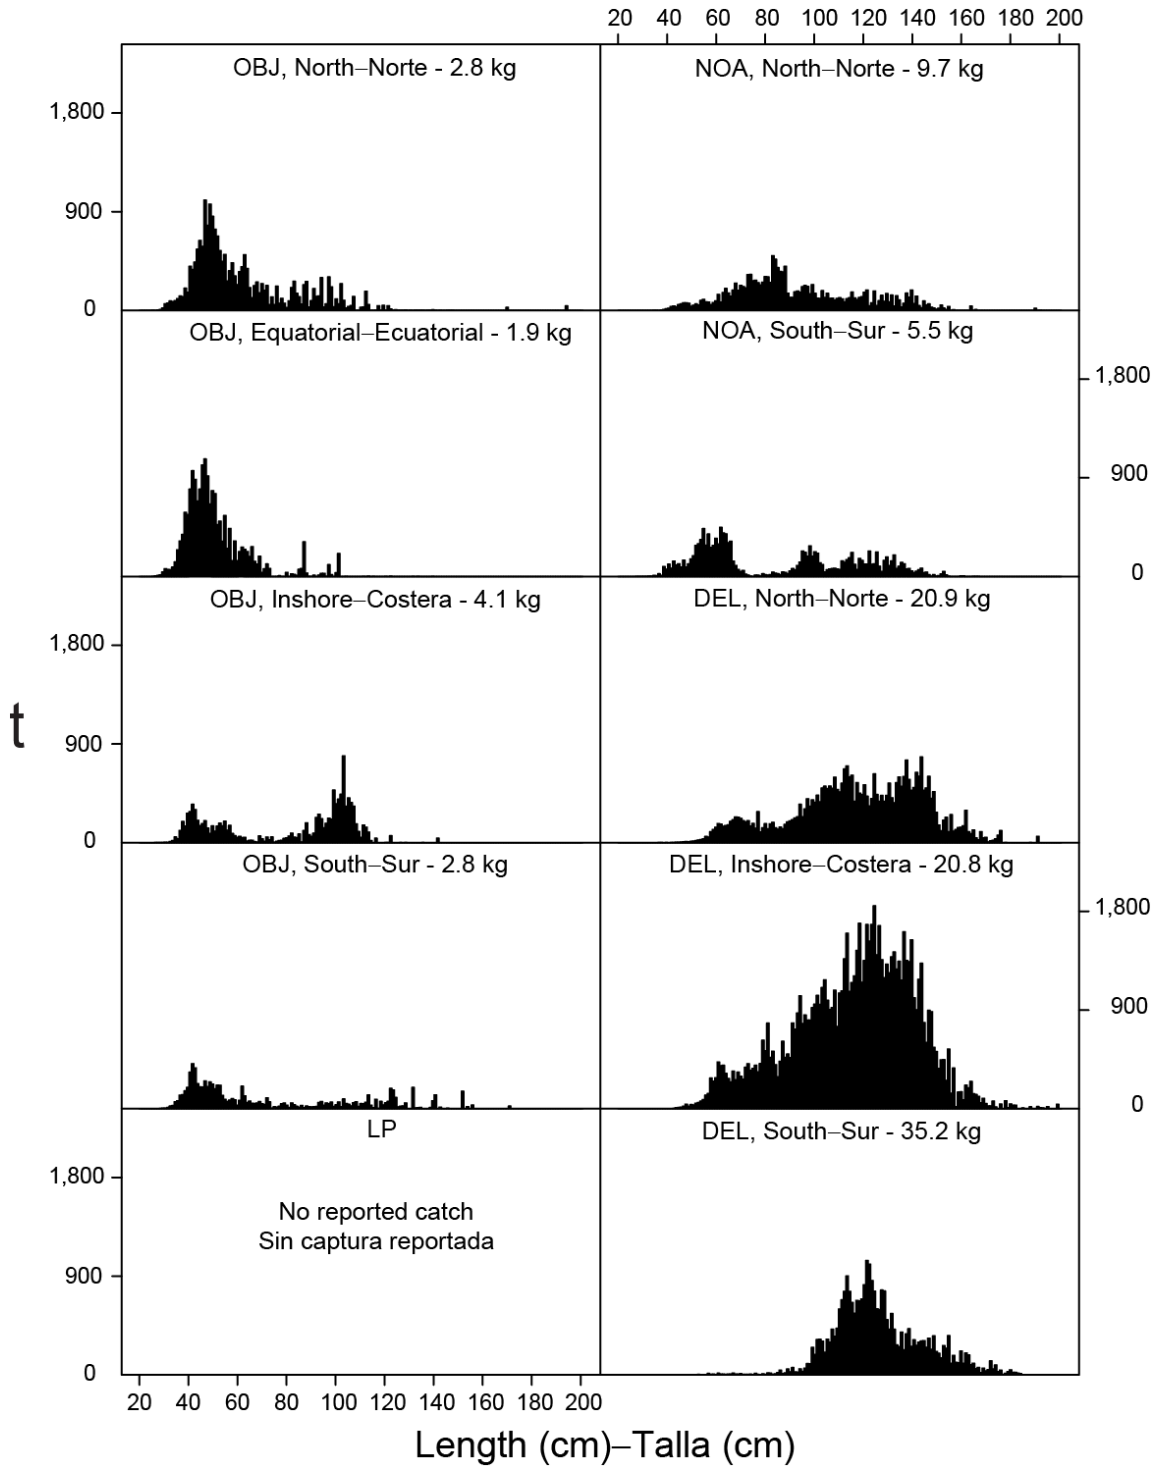 20 40 60 80 100 120 140 160 180 200
OBJ, North–Norte - 2.8 kg
NOA, North–Norte - 9.7 kg
1,800
900
0
OBJ, Equatorial–Ecuatorial - 1.9 kg
NOA, South–Sur - 5.5 kg
1,800
900
0
OBJ, Inshore–Costera - 4.1 kg
DEL, North–Norte - 20.9 kg
1,800
t
900
0
OBJ, South–Sur - 2.8 kg
DEL, Inshore–Costera - 20.8 kg
1,800
900
0
LP
DEL, South–Sur - 35.2 kg
1,800
No reported catch
Sin captura reportada
900
0
20 40 60 80 100 120 140 160 180 200
Length (cm)–Talla (cm)